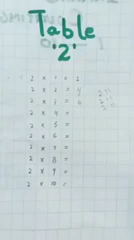 Table
'2'
2 x 1 = 2
2 x 2 = 4
2 x 3 = 6
2 x 4 =
2 x 5 =
2 x 6 =
2 x 7 =
2 x 8 =
2 x 9 =
2 x 10 =